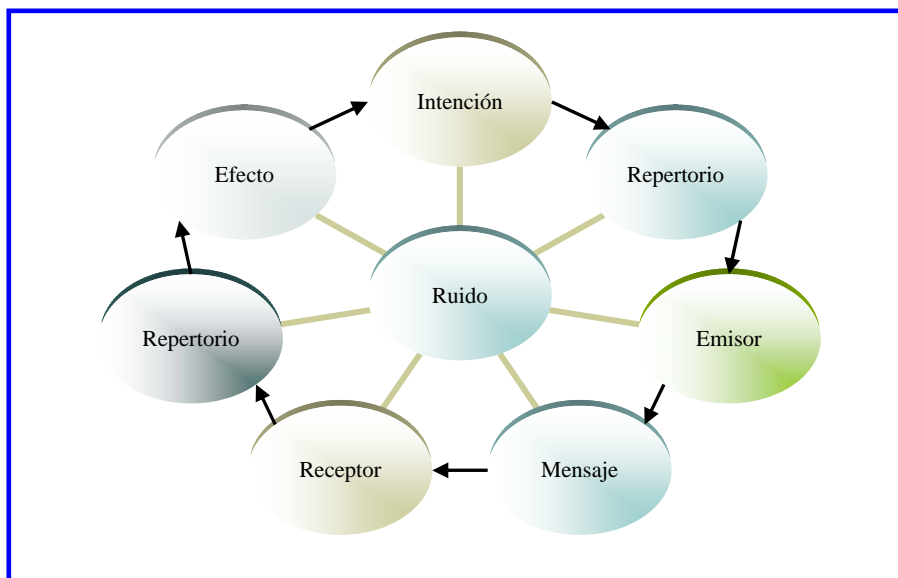 Intención
Efecto
Repertorio
Ruido
Repertorio
Emisor
Receptor
Mensaje